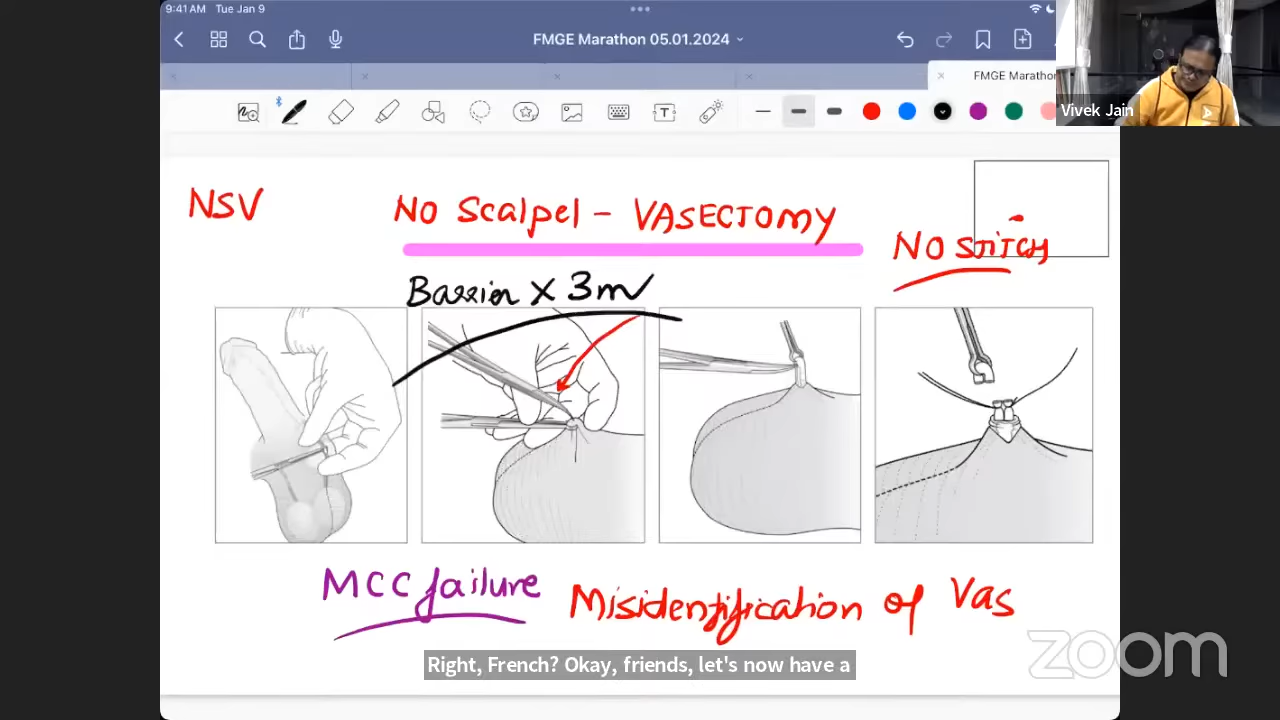 9:41 AM Tue Jan 9
FMGE Marathon 05.01.2024
FMGE Marathon
T
Vivek Jain
NSV
NO Scalpel - VASECTOMY
NO STITCH
Barrier X 3m
MCC failure
Misidentification of Vas
Right, French? Okay, friends, let's now have a
zoom